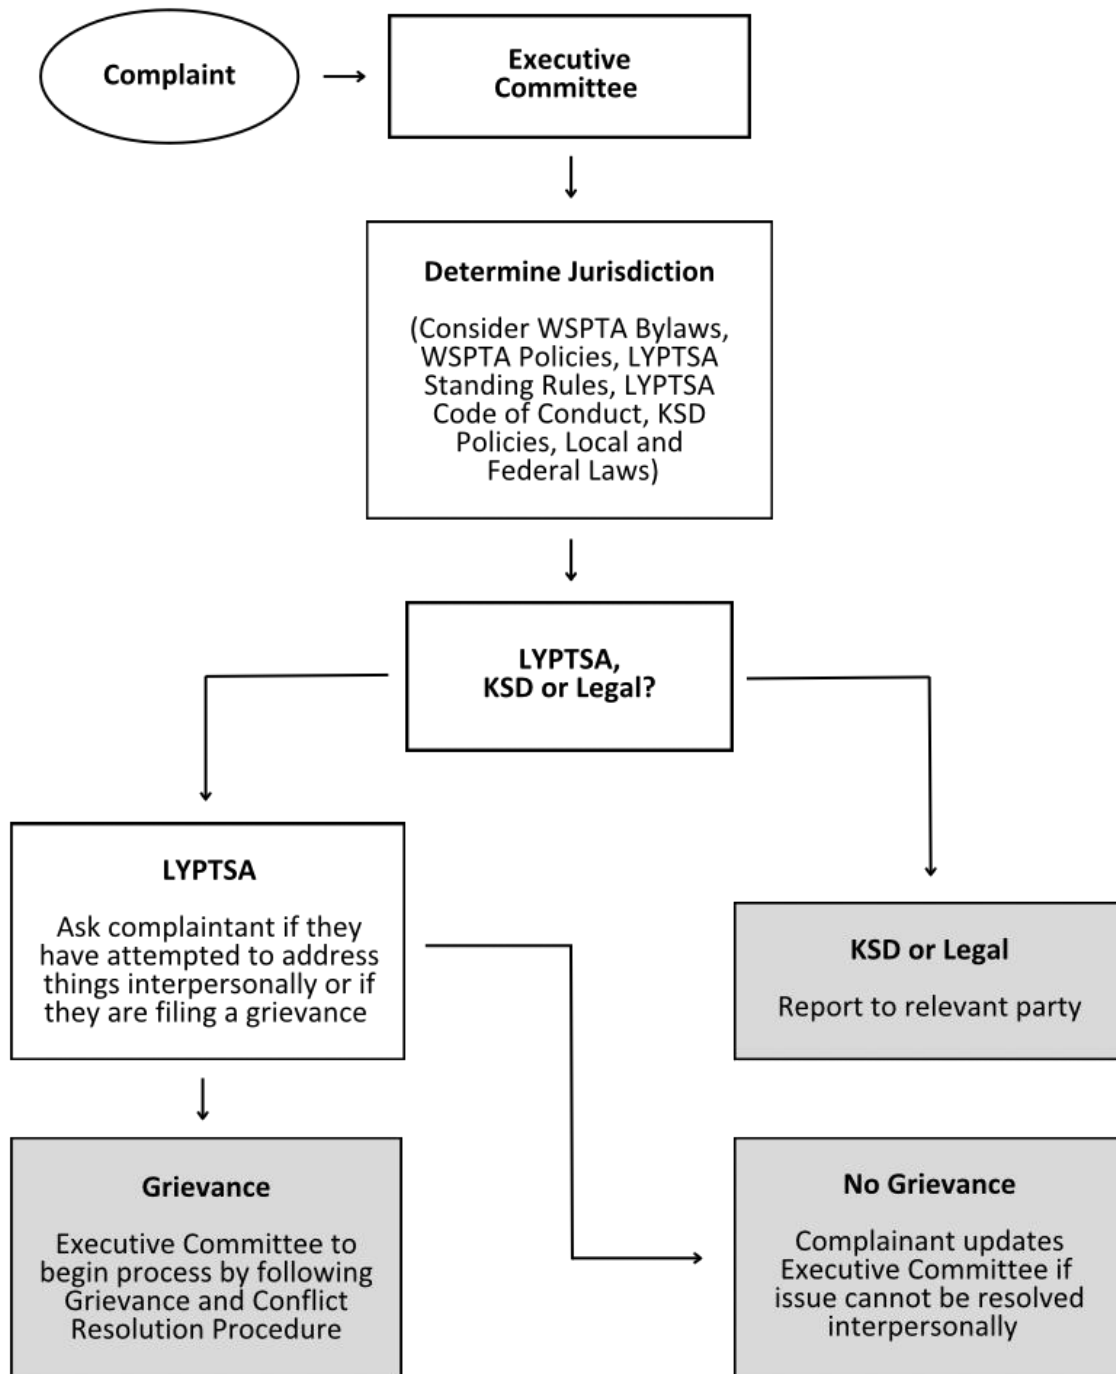 Complaint
Executive
Committee
Determine Jurisdiction
(Consider WSPTA Bylaws,
WSPTA Policies, LYPTSA
Standing Rules, LYPTSA
Code of Conduct, KSD
Policies, Local and
Federal Laws)
LYPTSA,
KSD or Legal?
LYPTSA
Ask complaintant if they
have attempted to address
things interpersonally or if
they are filing a grievance
KSD or Legal
Report to relevant party
Grievance
Executive Committee to
begin process by following
Grievance and Conflict
Resolution Procedure
No Grievance
Complainant updates
Executive Committee if
issue cannot be resolved
interpersonally